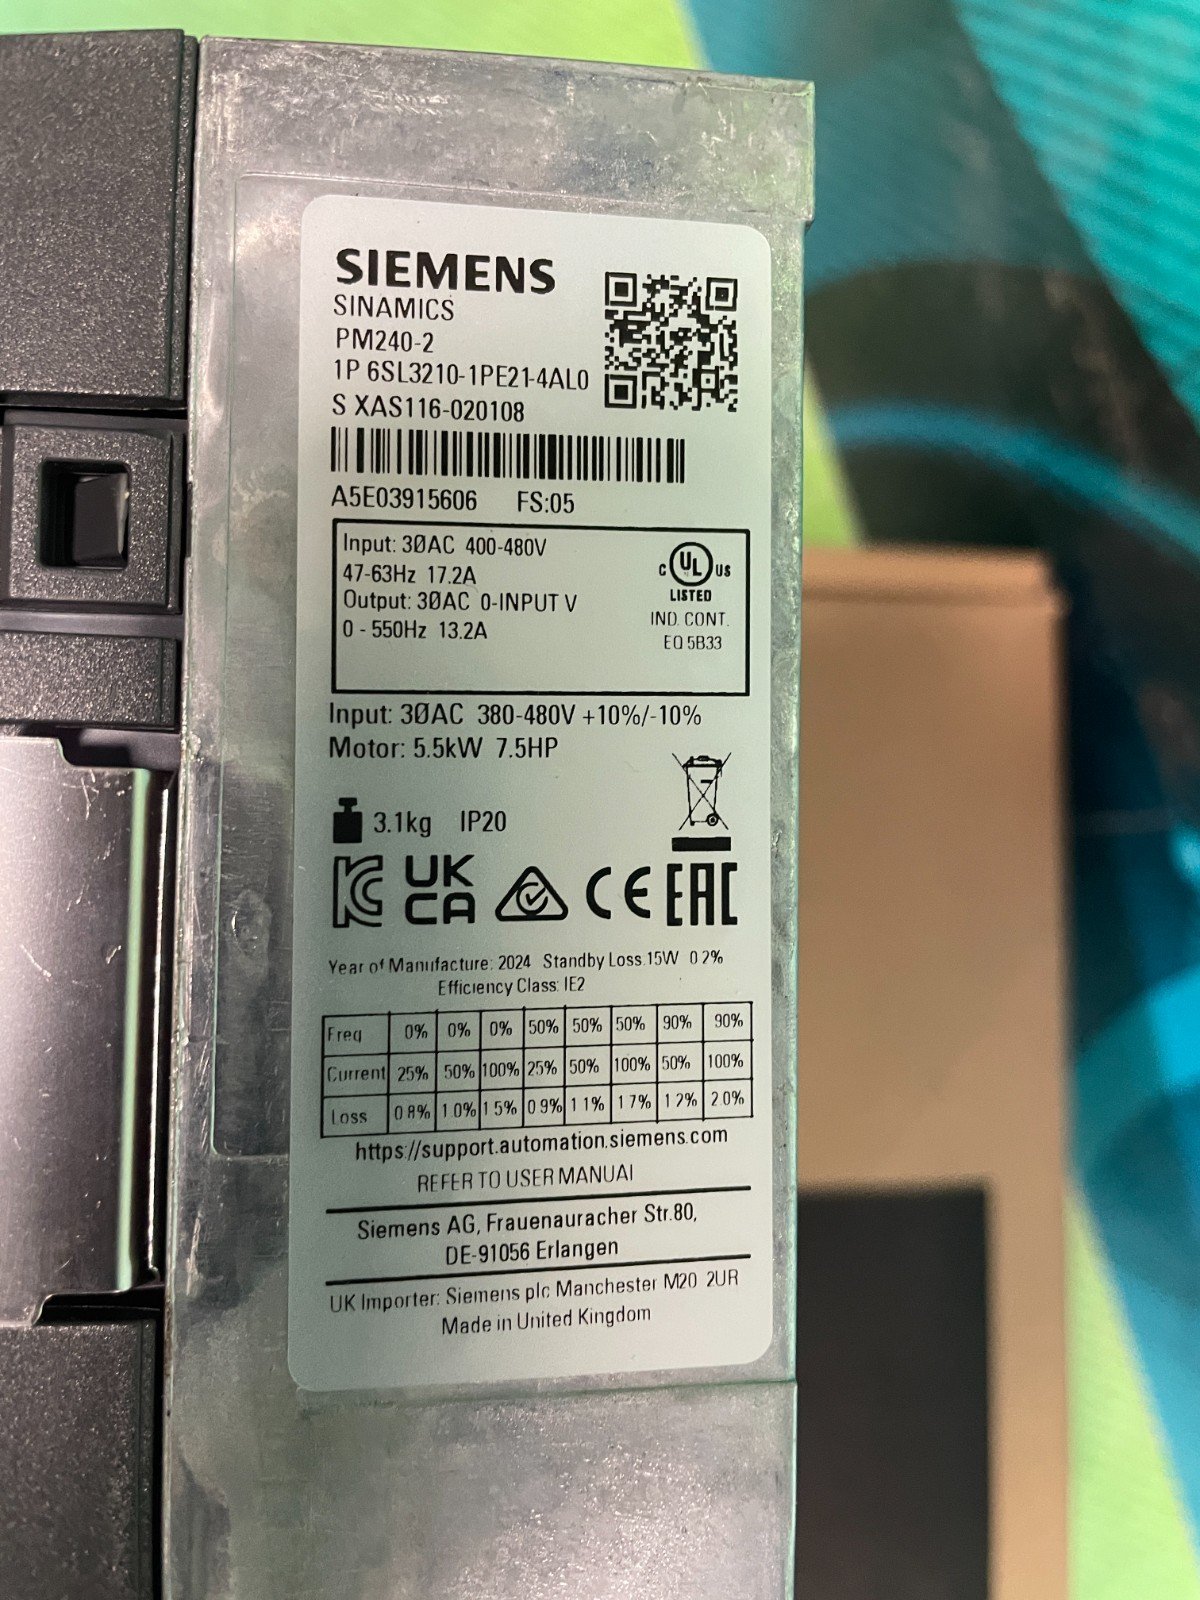 SIEMENS
SINAMICS
PM240-2
1P 6SL3210-1PE21-4AL0
S XAS116-020108
A5E03915606 FS:05
Input: 3ØAC 400-480V
47-63Hz 17.2A
Output: 3ØAC 0-INPUT V
0 - 550Hz 13.2A
C UL US
LISTED
IND. CONT.
EQ 5B33
Input: 3ØAC 380-480V +10%/-10%
Motor: 5.5kW 7.5HP
3.1kg IP20
KC UK CA CE EAC
Year of Manufacture: 2024 Standby Loss 15W 0.2%
Efficiency Class: IE2
Freq 0% 0% 0% 50% 50% 50% 90% 90%
Current 25% 50% 100% 25% 50% 100% 50% 100%
Loss 0.8% 1.0% 1.5% 0.9% 1.1% 1.7% 1.2% 2.0%
https://support.automation.siemens.com
REFER TO USER MANUAL
Siemens AG, Frauenauracher Str.80,
DE-91056 Erlangen
UK Importer: Siemens plc Manchester M20 2UR
Made in United Kingdom